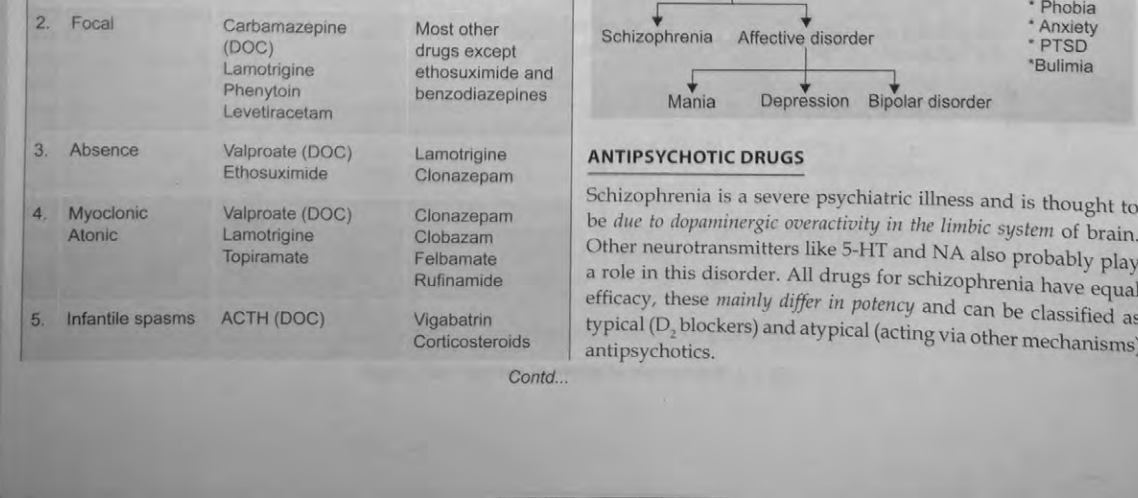 2. Focal Carbamazepine Most other
(DOC) drugs except
Lamotrigine ethosuximide and
Phenytoin benzodiazepines
Levetiracetam
3. Absence Valproate (DOC) Lamotrigine
Ethosuximide Clonazepam
4. Myoclonic Valproate (DOC) Clonazepam
Atonic Lamotrigine Clobazam
Topiramate Felbamate
Rufinamide
5. Infantile spasms ACTH (DOC) Vigabatrin
Corticosteroids
Contd...
* Phobia
* Anxiety
* PTSD
*Bulimia
Schizophrenia Affective disorder
Mania Depression Bipolar disorder
ANTIPSYCHOTIC DRUGS
Schizophrenia is a severe psychiatric illness and is thought to
be due to dopaminergic overactivity in the limbic system of brain.
Other neurotransmitters like 5-HT and NA also probably play
a role in this disorder. All drugs for schizophrenia have equal
efficacy, these mainly differ in potency and can be classified as
typical (D₂ blockers) and atypical (acting via other mechanisms)
antipsychotics.